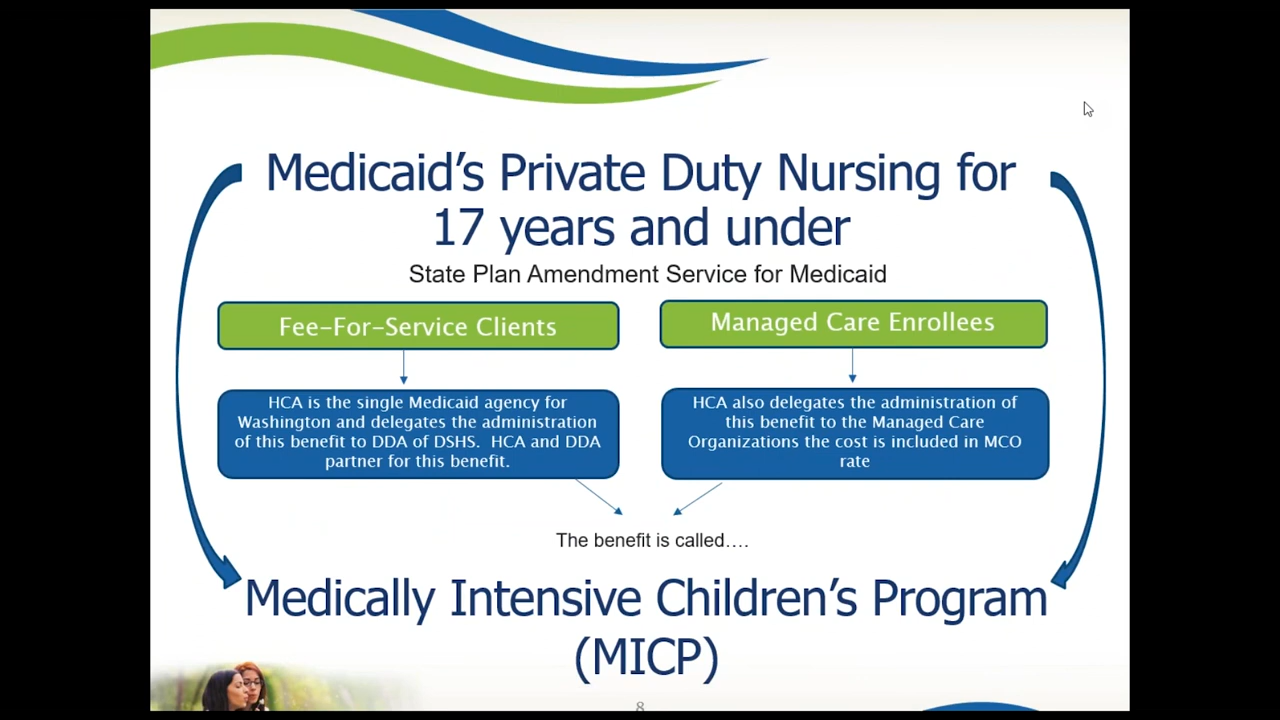 Medicaid’s Private Duty Nursing for
17 years and under
State Plan Amendment Service for Medicaid
Fee-For-Service Clients
HCA is the single Medicaid agency for
Washington and delegates the administration
of this benefit to DDA of DSHS.  HCA and DDA
partner for this benefit.
Managed Care Enrollees
HCA also delegates the administration of
this benefit to the Managed Care
Organizations the cost is included in MCO
rate
The benefit is called….
Medically Intensive Children’s Program
(MICP)
8